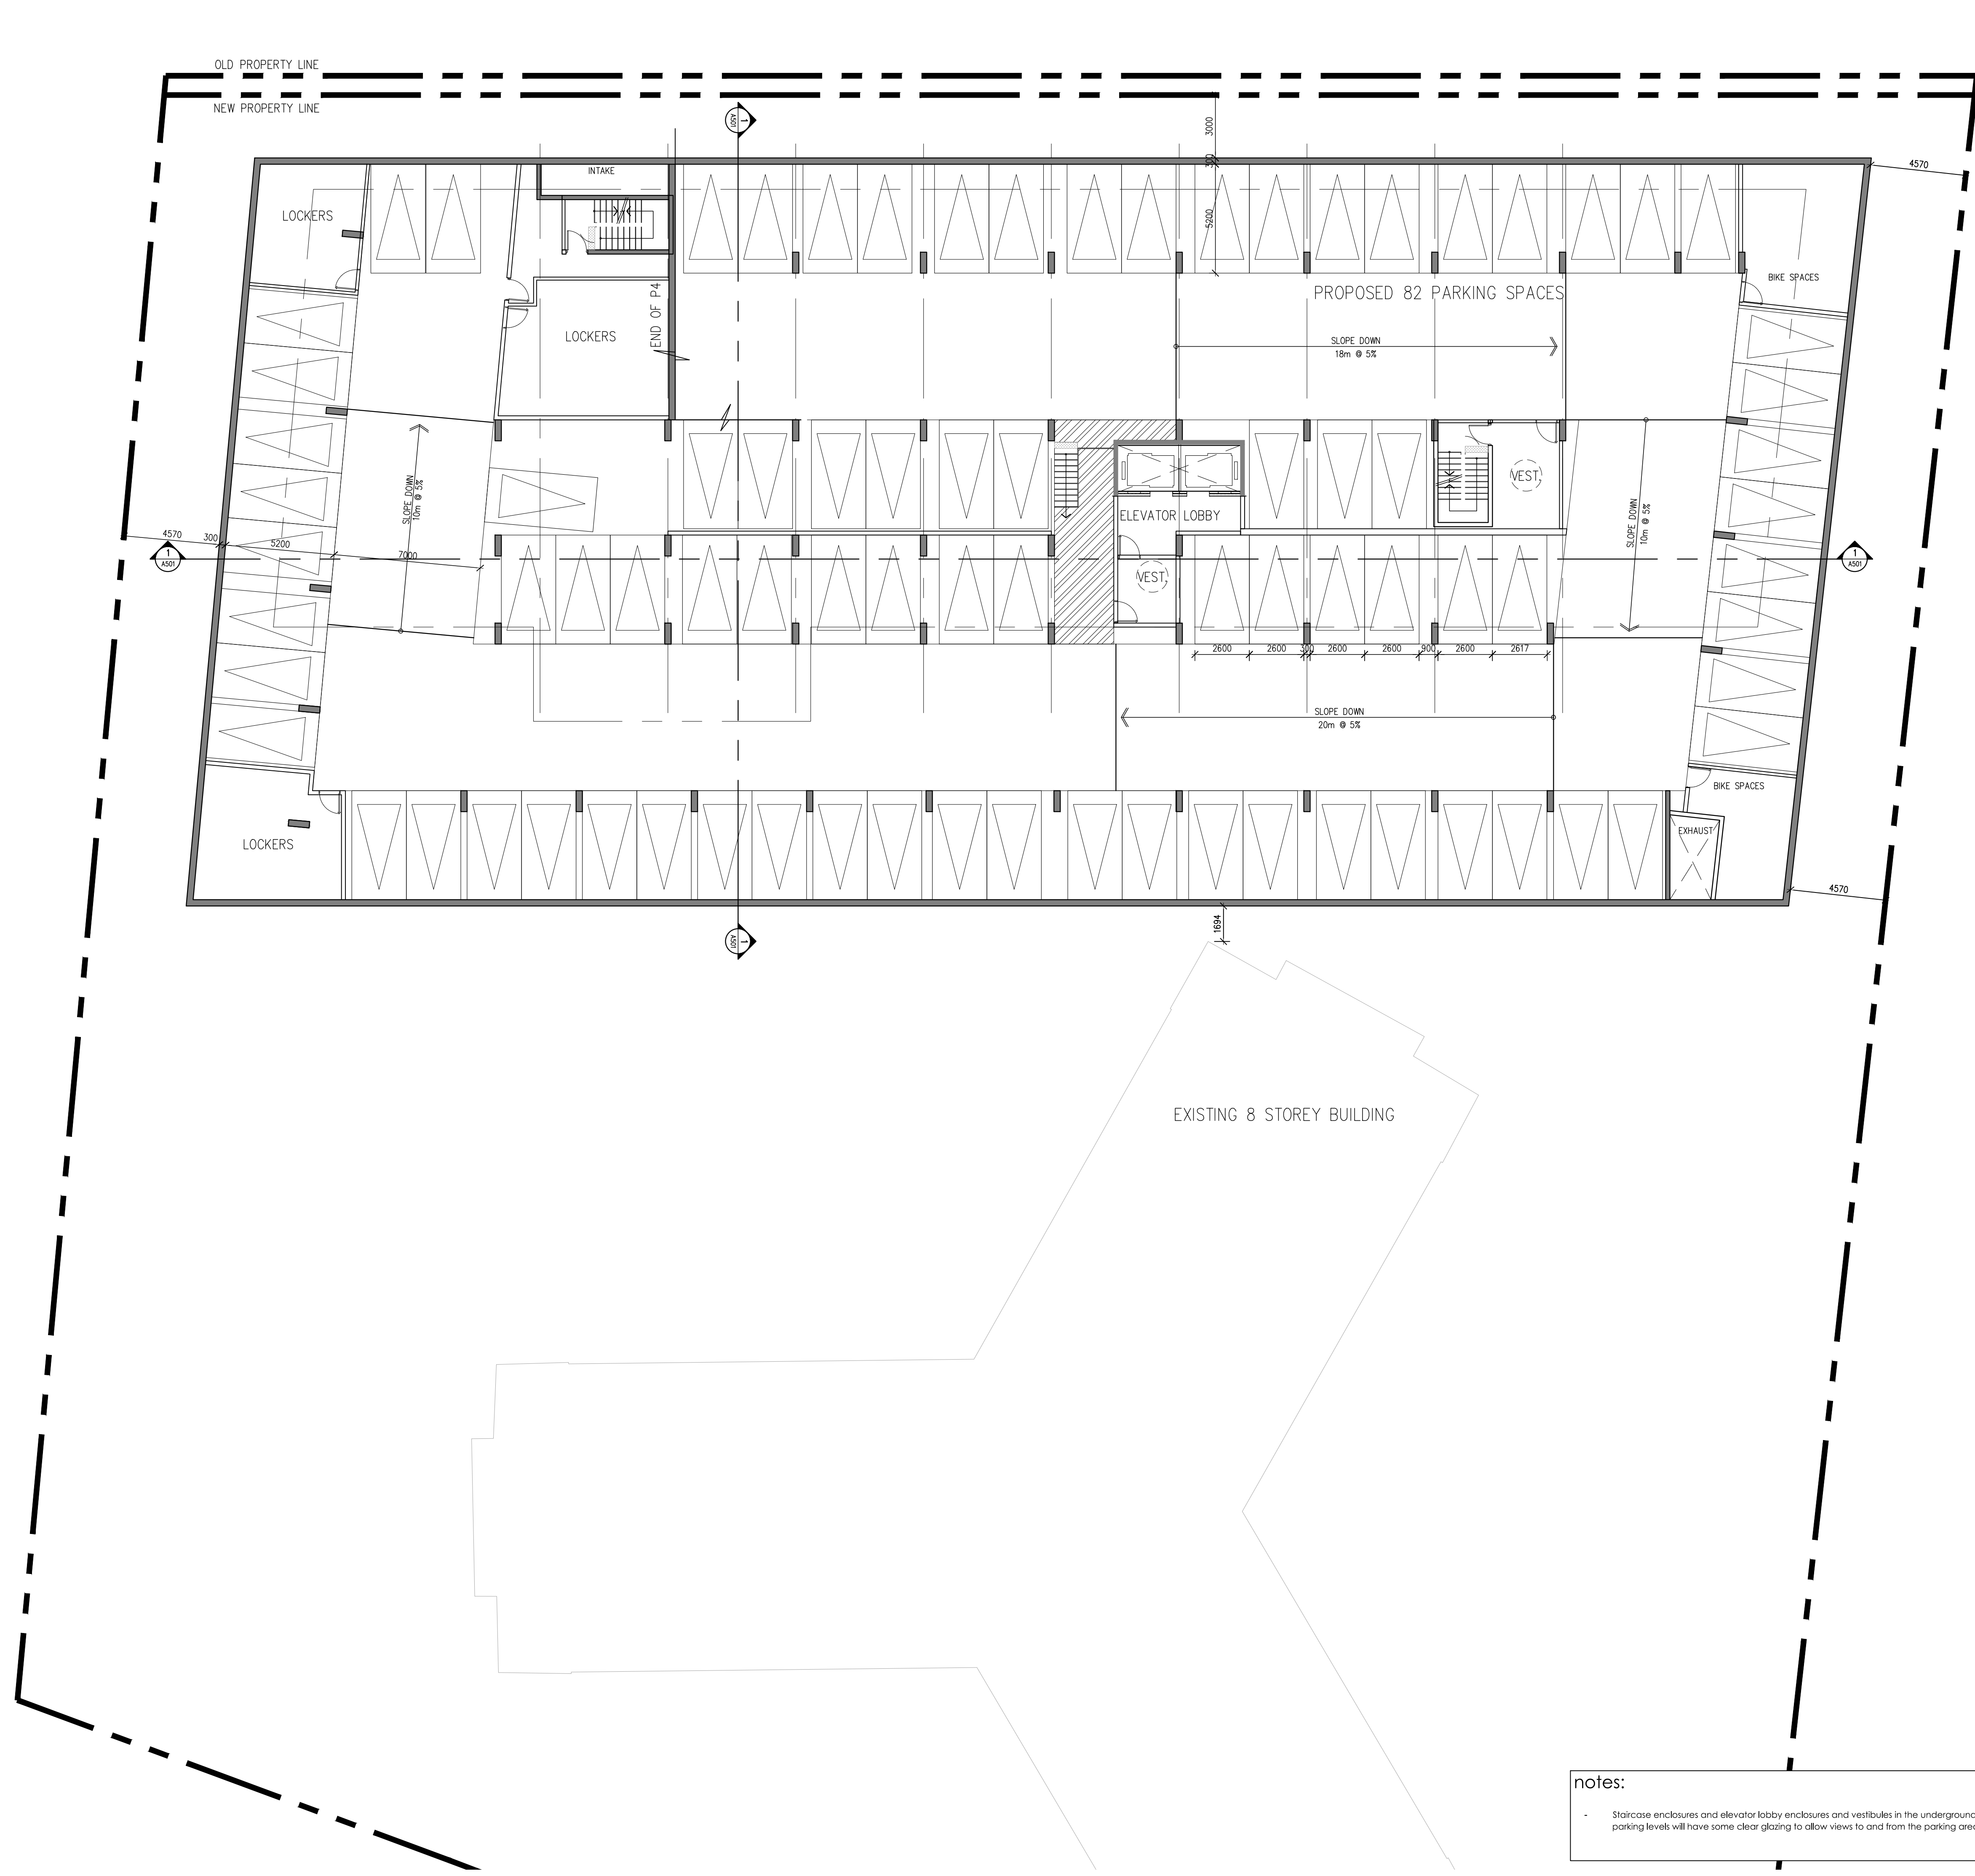 OLD PROPERTY LINE
NEW PROPERTY LINE
1
A501
3000
300
5200
4570
INTAKE
LOCKERS
LOCKERS
END OF P4
PROPOSED 82 PARKING SPACES
BIKE SPACES
SLOPE DOWN
18m @ 5%
SLOPE DOWN
10m @ 5%
ELEVATOR LOBBY
VEST.
VEST.
SLOPE DOWN
10m @ 5%
4570
300
5200
7000
1
A501
1
A501
2600
2600
300
2600
2600
900
2600
2617
SLOPE DOWN
20m @ 5%
BIKE SPACES
EXHAUST
LOCKERS
4570
1694
1
A501
EXISTING 8 STOREY BUILDING
notes:
- Staircase enclosures and elevator lobby enclosures and vestibules in the underground
parking levels will have some clear glazing to allow views to and from the parking